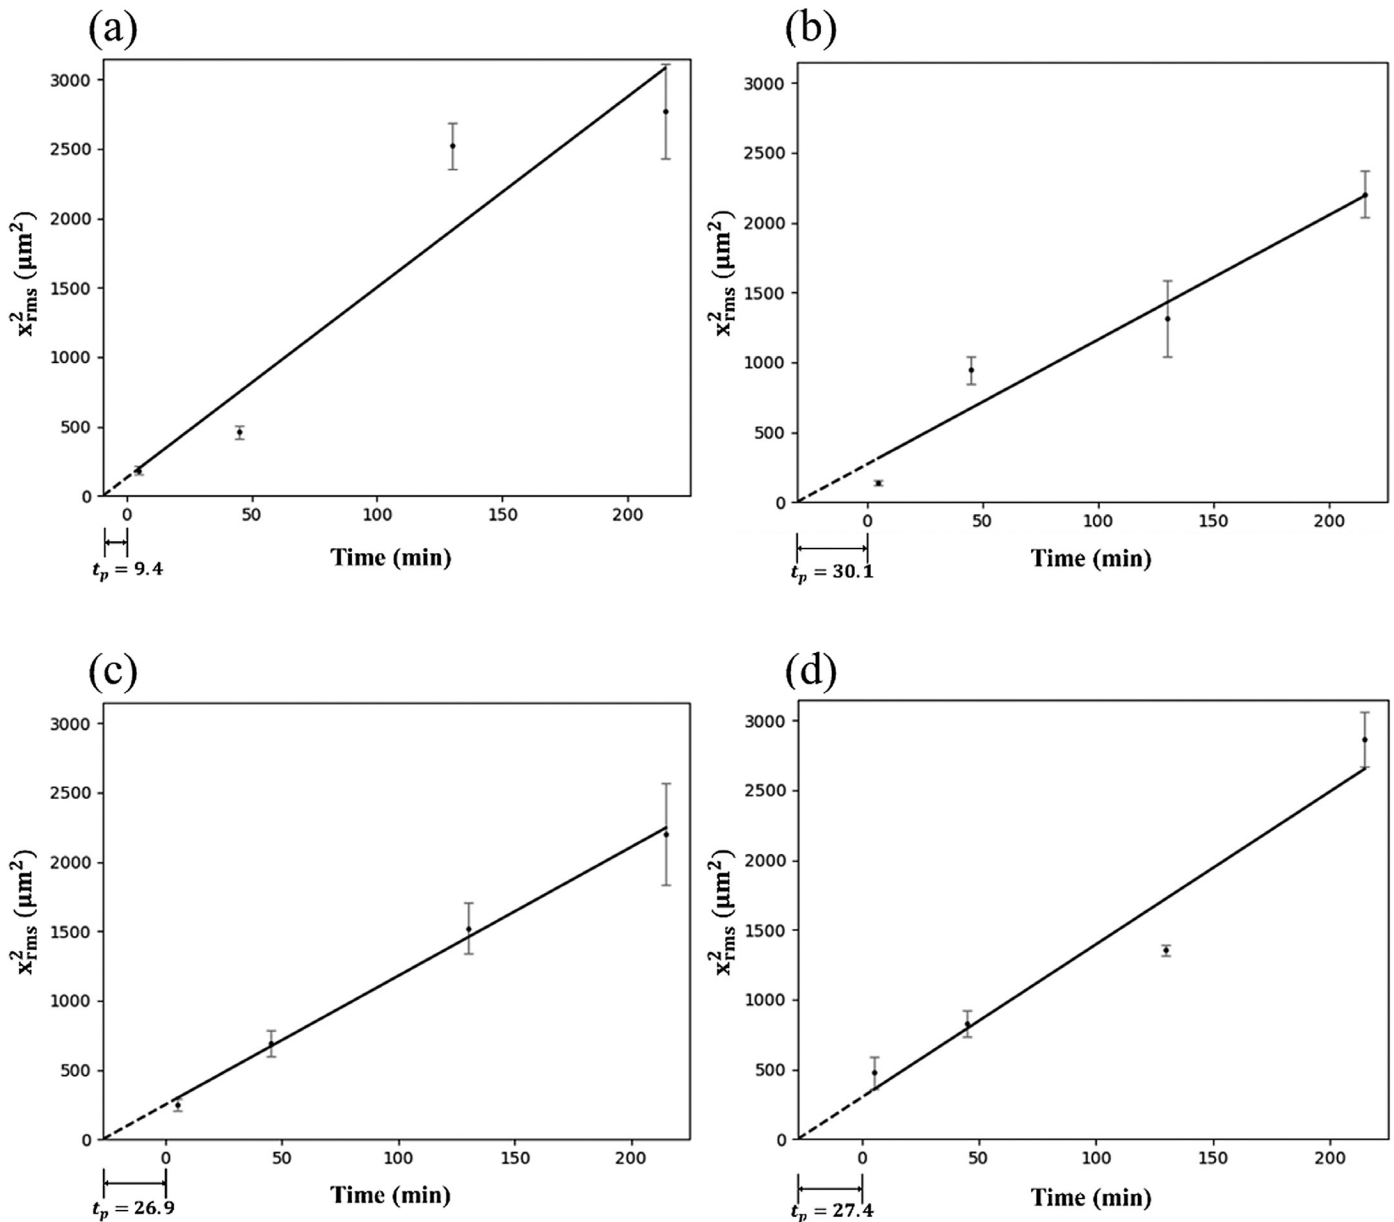 (a)
3000
2500
2000
1500
1000
500
0
x²rms (μm²)
0 50 100 150 200
Time (min)
tₚ = 9.4
(b)
3000
2500
2000
1500
1000
500
0
x²rms (μm²)
0 50 100 150 200
Time (min)
tₚ = 30.1
(c)
3000
2500
2000
1500
1000
500
0
x²rms (μm²)
0 50 100 150 200
Time (min)
tₚ = 26.9
(d)
3000
2500
2000
1500
1000
500
0
x²rms (μm²)
0 50 100 150 200
Time (min)
tₚ = 27.4